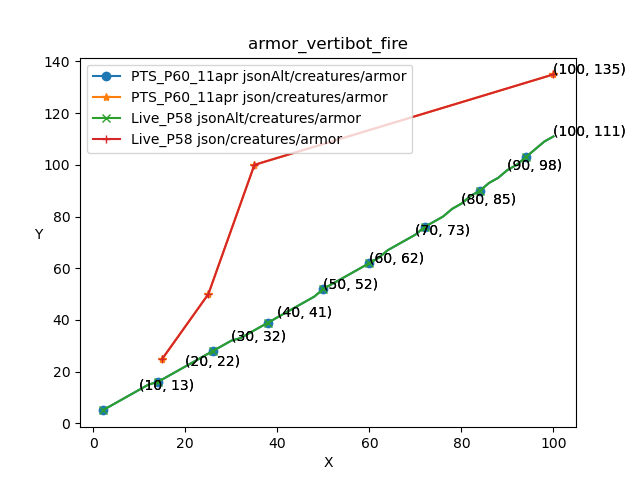 armor_vertibot_fire
PTS_P60_11apr jsonAlt/creatures/armor
PTS_P60_11apr json/creatures/armor
Live_P58 jsonAlt/creatures/armor
Live_P58 json/creatures/armor
(100, 135)
(100, 111)
(90, 98)
(80, 85)
(70, 73)
(60, 62)
(50, 52)
(40, 41)
(30, 32)
(20, 22)
(10, 13)
140
120
100
80
60
40
20
0
Y
0 20 40 60 80 100
X